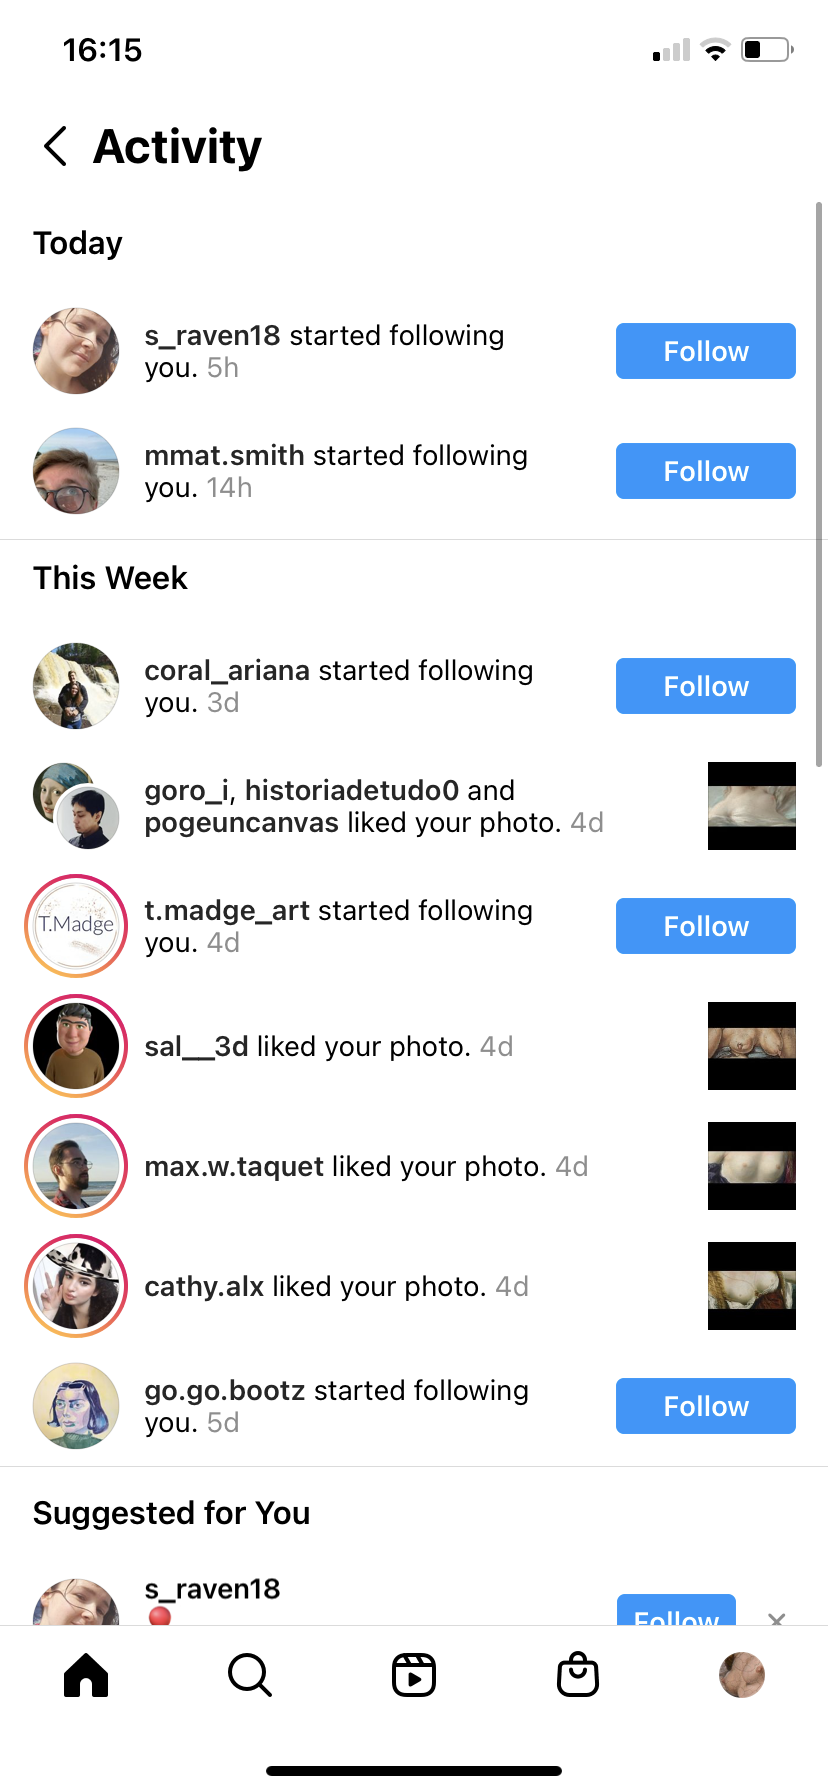 16:15
Activity
Today
s_raven18 started following
you. 5h
Follow
mmat.smith started following
you. 14h
Follow
This Week
coral_ariana started following
you. 3d
Follow
goro_i, historiadetudo0 and
pogeuncanvas liked your photo. 4d
T.Madge
t.madge_art started following
you. 4d
Follow
sal__3d liked your photo. 4d
max.w.taquet liked your photo. 4d
cathy.alx liked your photo. 4d
go.go.bootz started following
you. 5d
Follow
Suggested for You
s_raven18
Follow